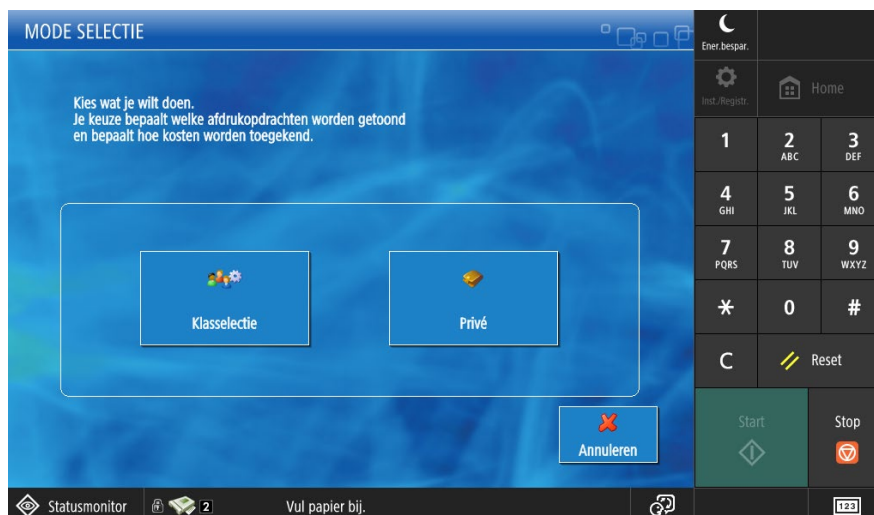 MODE SELECTIE
Kies wat je wilt doen.
Je keuze bepaalt welke afdrukopdrachten worden getoond
en bepaalt hoe kosten worden toegekend.
Klasselectie
Privé
Annuleren
Statusmonitor
2
Vul papier bij.
Ener.bespar.
Inst./Registr.
Home
1
2
ABC
3
DEF
4
GHI
5
JKL
6
MNO
7
PQRS
8
TUV
9
WXYZ
*
0
#
C
Reset
Start
Stop
123